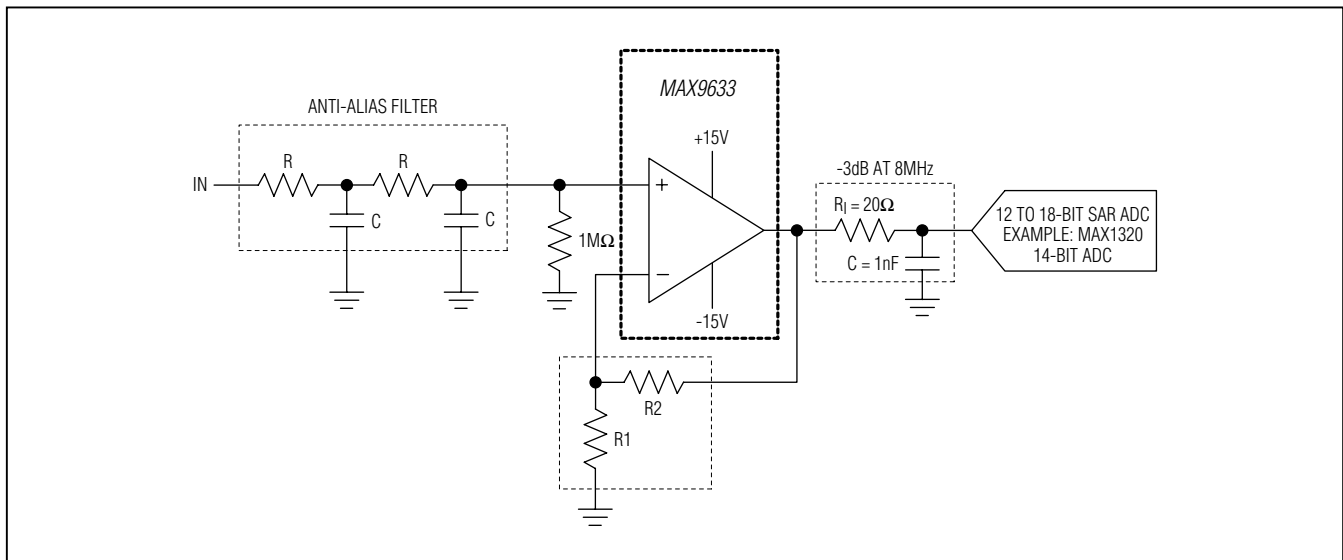 ANTI-ALIAS FILTER
IN
R
R
C
C
1MΩ
MAX9633
+15V
+
−
-15V
R2
R1
-3dB AT 8MHz
RI = 20Ω
C = 1nF
12 TO 18-BIT SAR ADC
EXAMPLE: MAX1320
14-BIT ADC